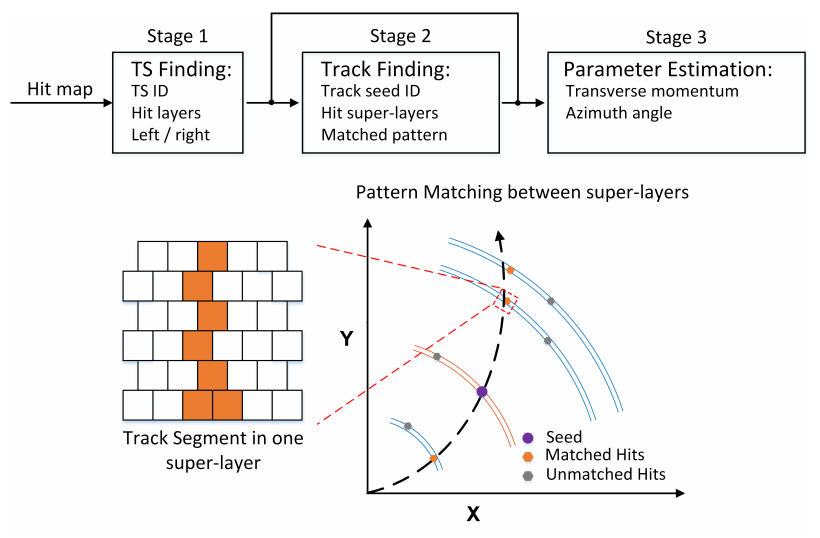 Stage 1
Stage 2
Stage 3
Hit map
TS Finding:
TS ID
Hit layers
Left / right
Track Finding:
Track seed ID
Hit super-layers
Matched pattern
Parameter Estimation:
Transverse momentum
Azimuth angle
Pattern Matching between super-layers
Y
Track Segment in one
super-layer
Seed
Matched Hits
Unmatched Hits
X